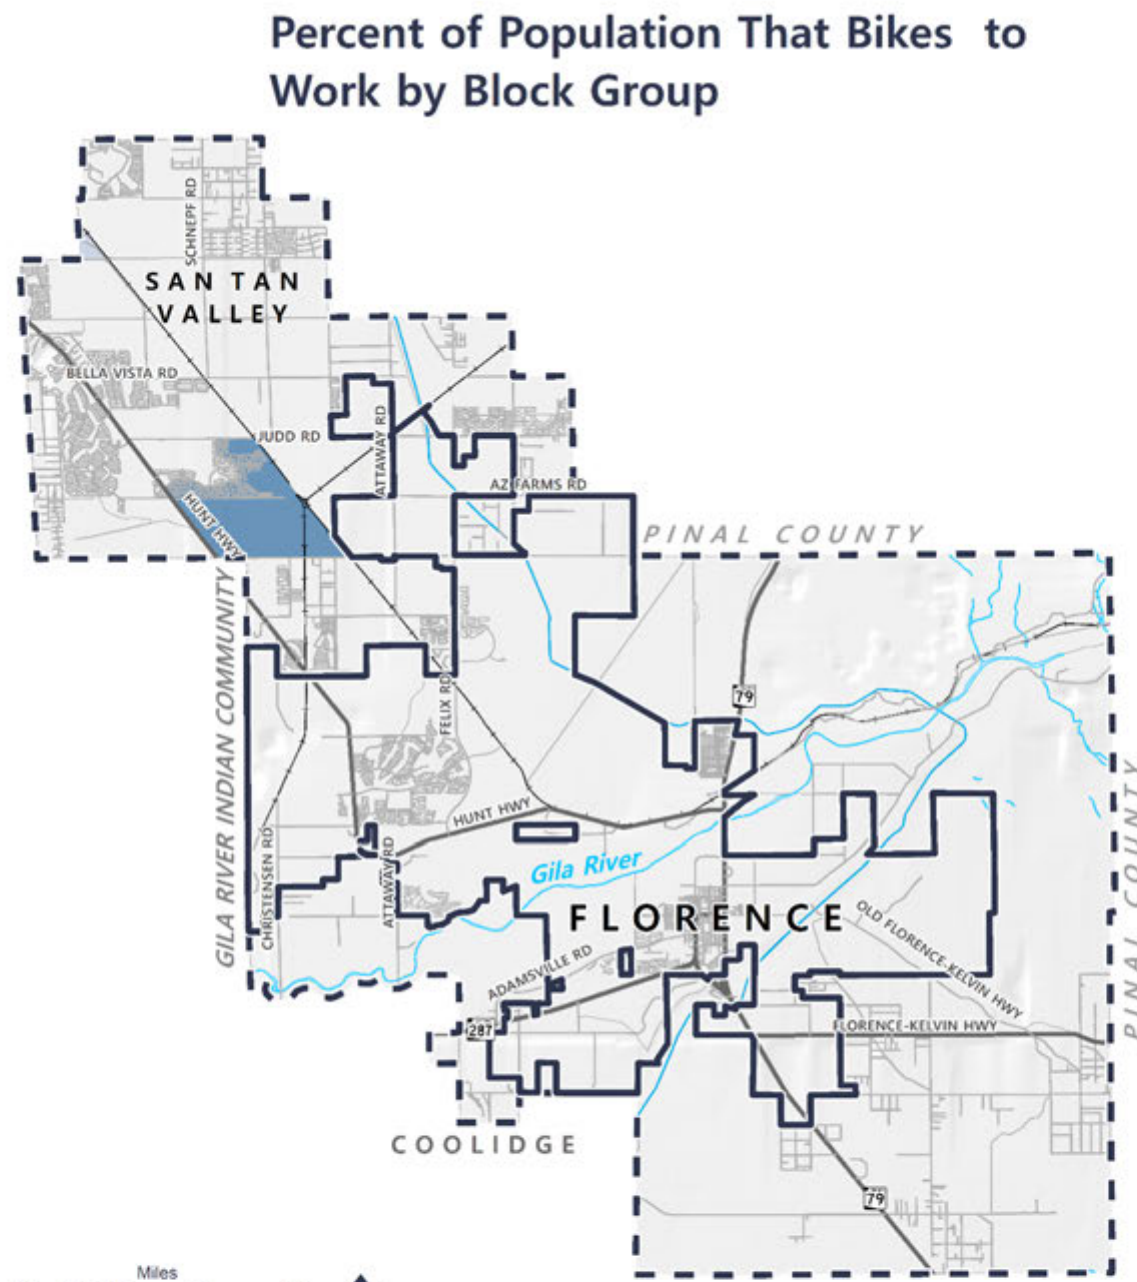 Percent of Population That Bikes to
Work by Block Group
SCHNEPF RD
SAN TAN
VALLEY
BELLA VISTA RD
JUDD RD
ATTAWAY RD
AZ FARMS RD
HUNT HWY
PINAL COUNTY
GILA RIVER INDIAN COMMUNITY
79
FELIX RD
PINAL COUNTY
HUNT HWY
CHRISTENSEN RD
ATTAWAY RD
Gila River
FLORENCE
OLD FLORENCE-KELVIN HWY
ADAMSVILLE RD
287
FLORENCE-KELVIN HWY
COOLIDGE
79
Miles